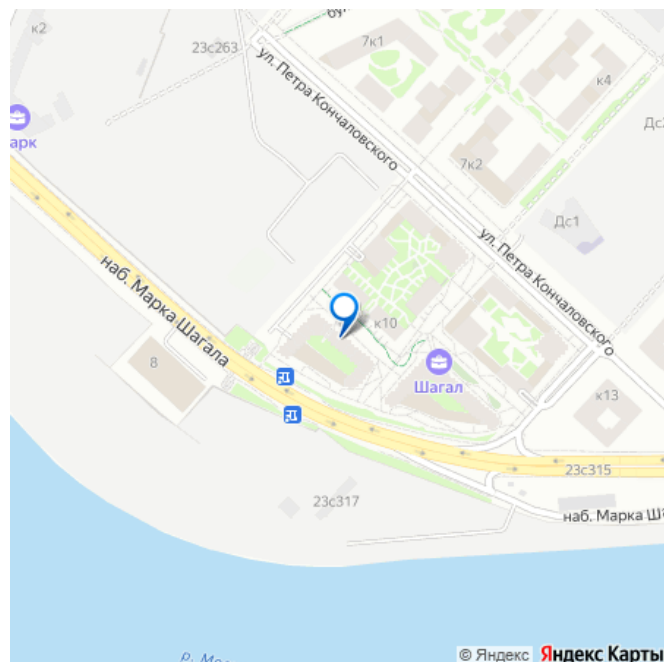 к2
23с263
7к1
к4
ул. Петра Кончаловского
арк
7к2
Дс1
ул. Петра Кончаловского
наб. Марка Шагала
к10
8
Шагал
к13
23с315
23с317
наб. Марка Ша
р. Мос
© Яндекс Яндекс Карты